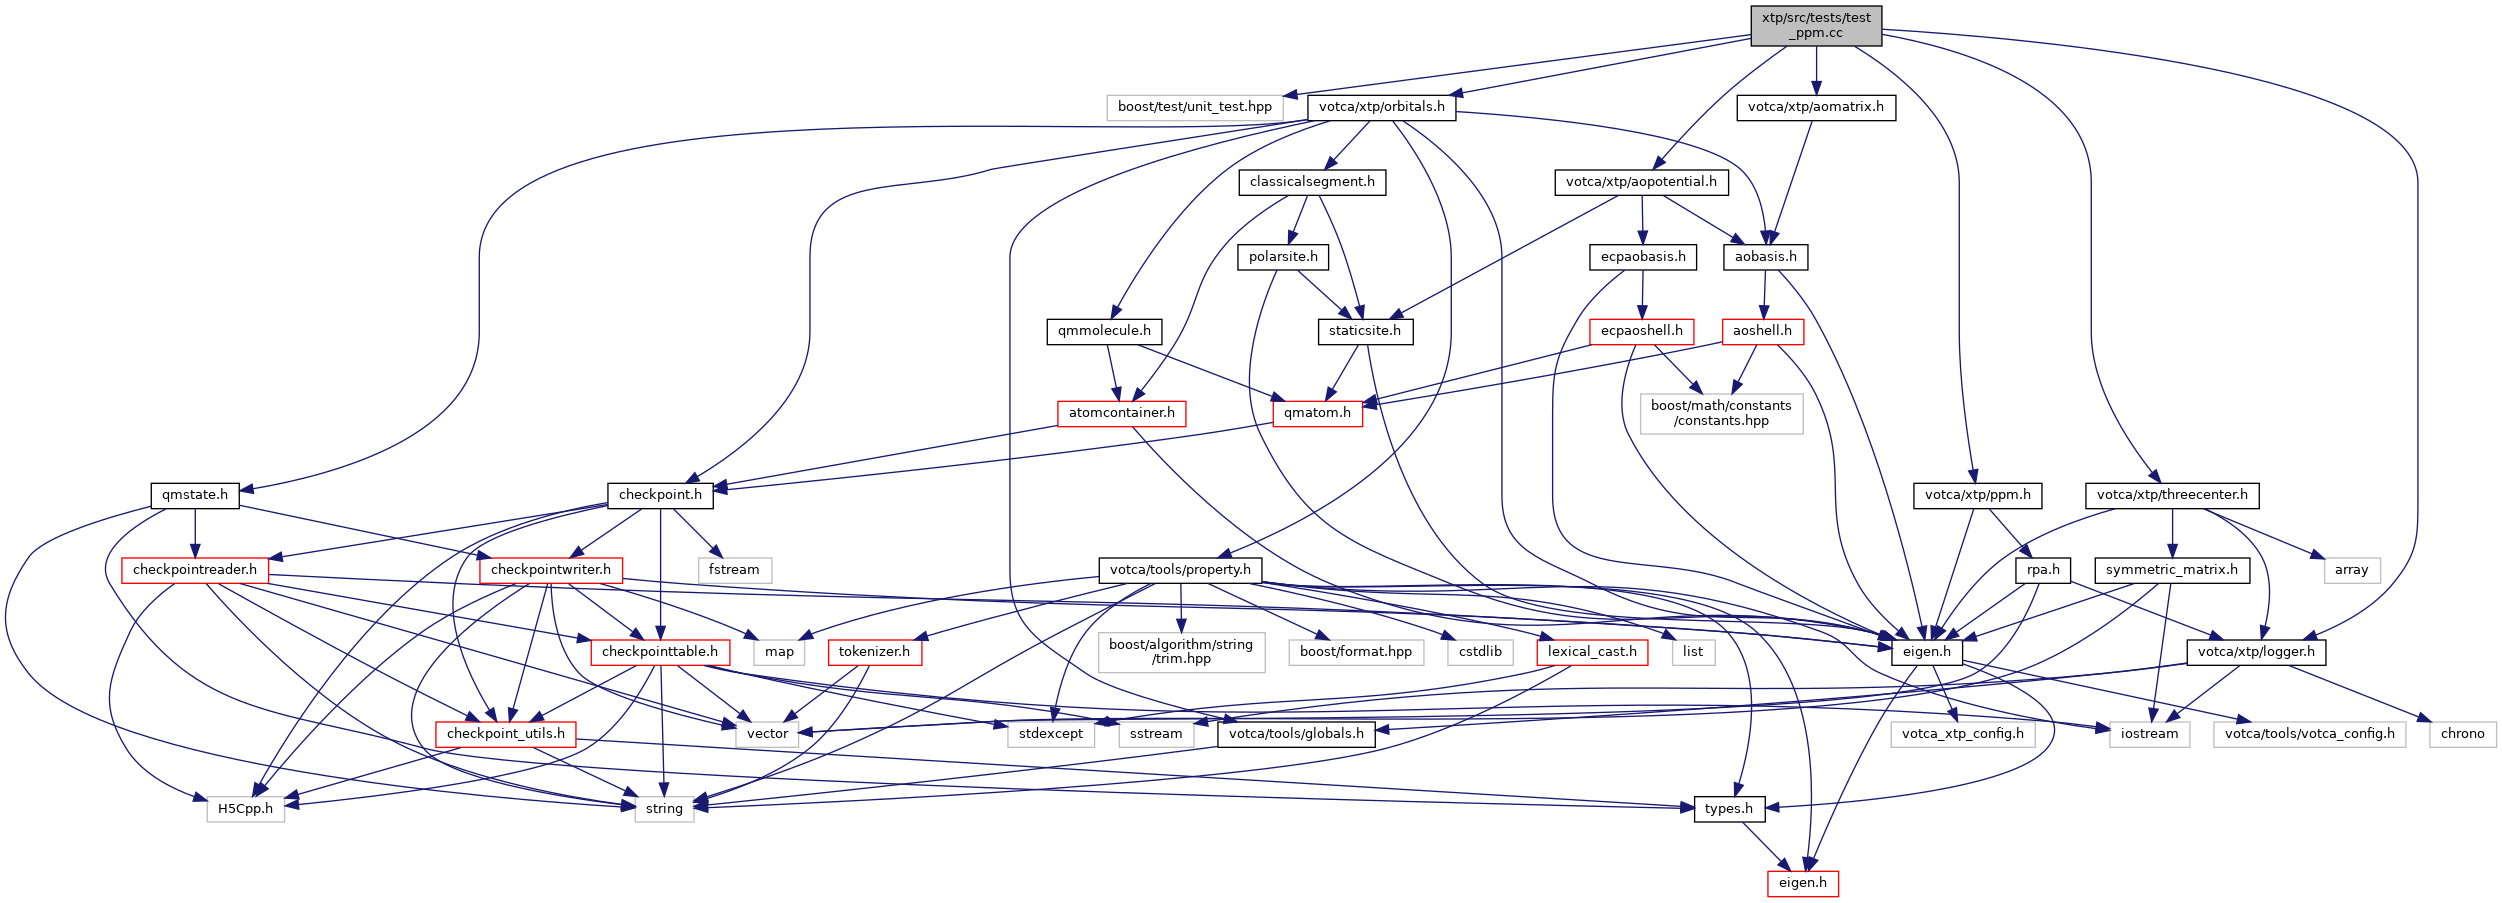 xtp/src/tests/test
_ppm.cc
boost/test/unit_test.hpp
votca/xtp/orbitals.h
votca/xtp/aomatrix.h
classicalsegment.h
votca/xtp/aopotential.h
polarsite.h
ecpaobasis.h
aobasis.h
qmmolecule.h
staticsite.h
ecpaoshell.h
aoshell.h
atomcontainer.h
qmatom.h
boost/math/constants
/constants.hpp
qmstate.h
checkpoint.h
votca/xtp/ppm.h
votca/xtp/threecenter.h
checkpointreader.h
checkpointwriter.h
fstream
votca/tools/property.h
rpa.h
symmetric_matrix.h
array
checkpointtable.h
map
tokenizer.h
boost/algorithm/string
/trim.hpp
boost/format.hpp
cstdlib
lexical_cast.h
list
eigen.h
votca/xtp/logger.h
checkpoint_utils.h
vector
stdexcept
sstream
votca/tools/globals.h
votca_xtp_config.h
iostream
votca/tools/votca_config.h
chrono
H5Cpp.h
string
types.h
eigen.h